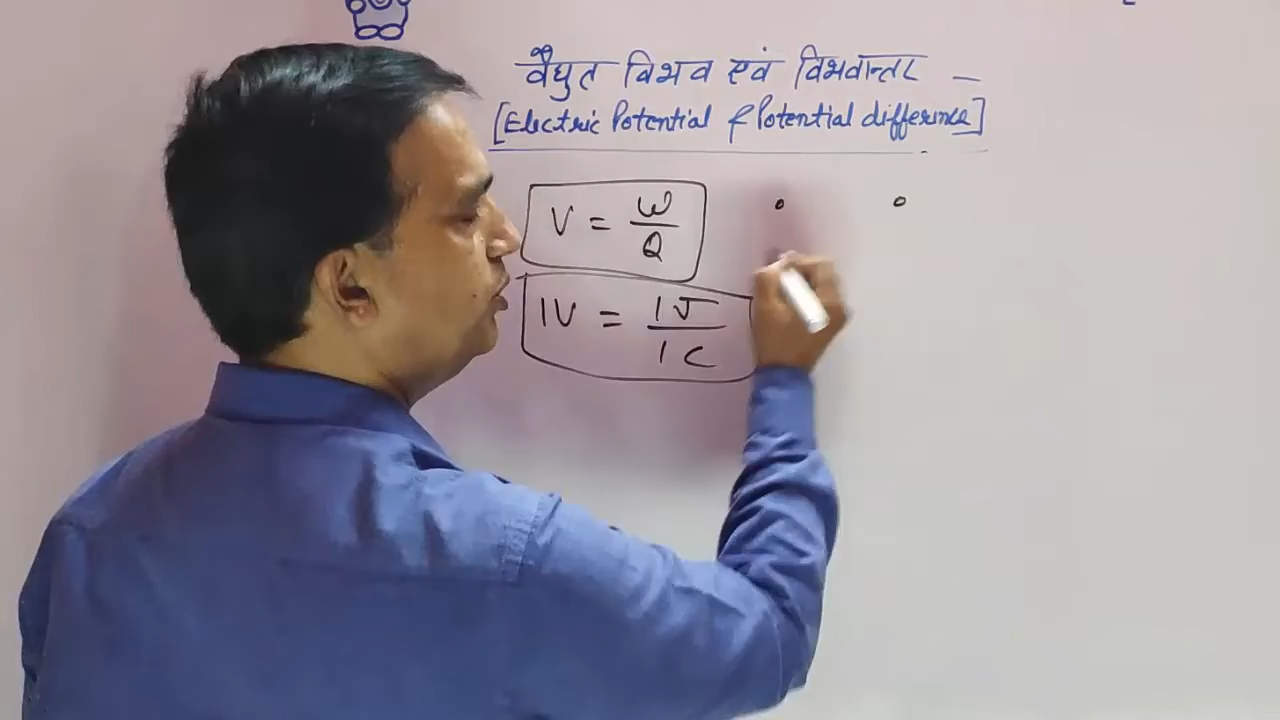 वैद्युत विभव एवं विभवान्तर -
[Electric Potential & Potential difference]
V = W/Q
1V = 1J/1C